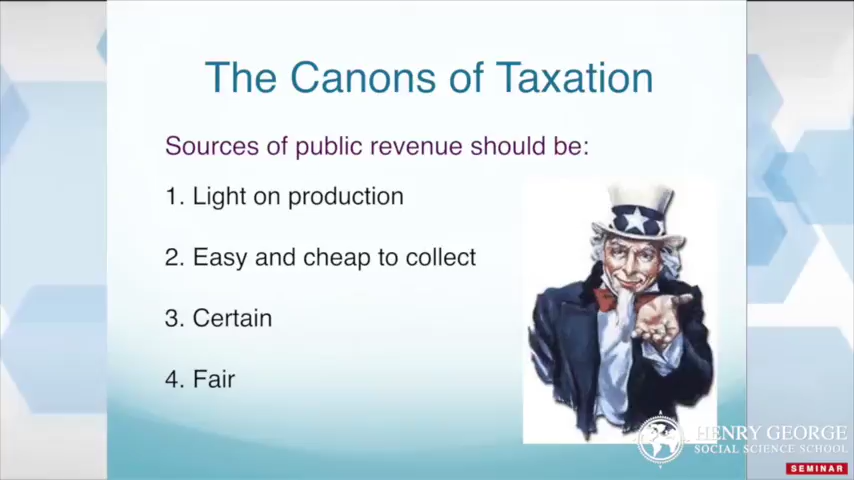 The Canons of Taxation
Sources of public revenue should be:
1. Light on production
2. Easy and cheap to collect
3. Certain
4. Fair
HENRY GEORGE
SOCIAL SCIENCE SCHOOL
SEMINAR